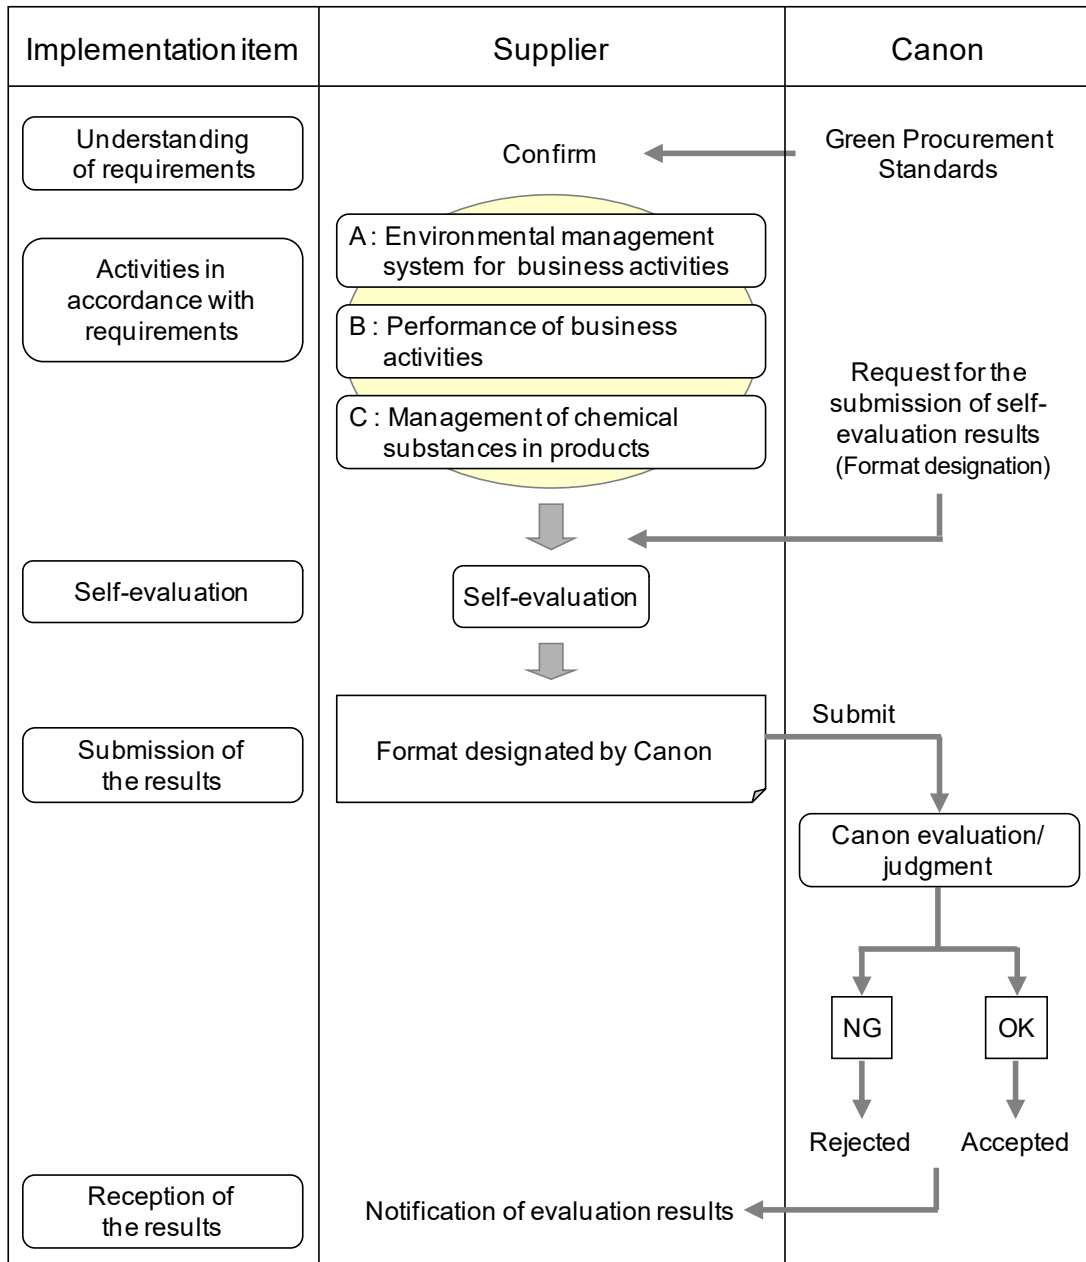 Implementation item
Supplier
Canon
Understanding
of requirements
Confirm
Green Procurement
Standards
Activities in
accordance with
requirements
A : Environmental management
system for business activities
B : Performance of business
activities
C : Management of chemical
substances in products
Request for the
submission of self-
evaluation results
(Format designation)
Self-evaluation
Self-evaluation
Submission of
the results
Format designated by Canon
Submit
Canon evaluation/
judgment
NG
OK
Rejected
Accepted
Reception of
the results
Notification of evaluation results